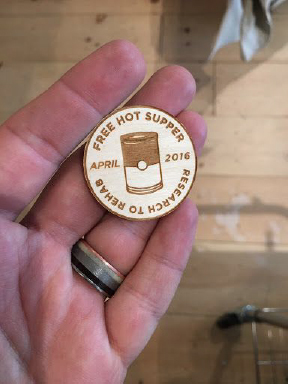 FREE HOT SUPPER
APRIL 2016
RESEARCH TO REHAB